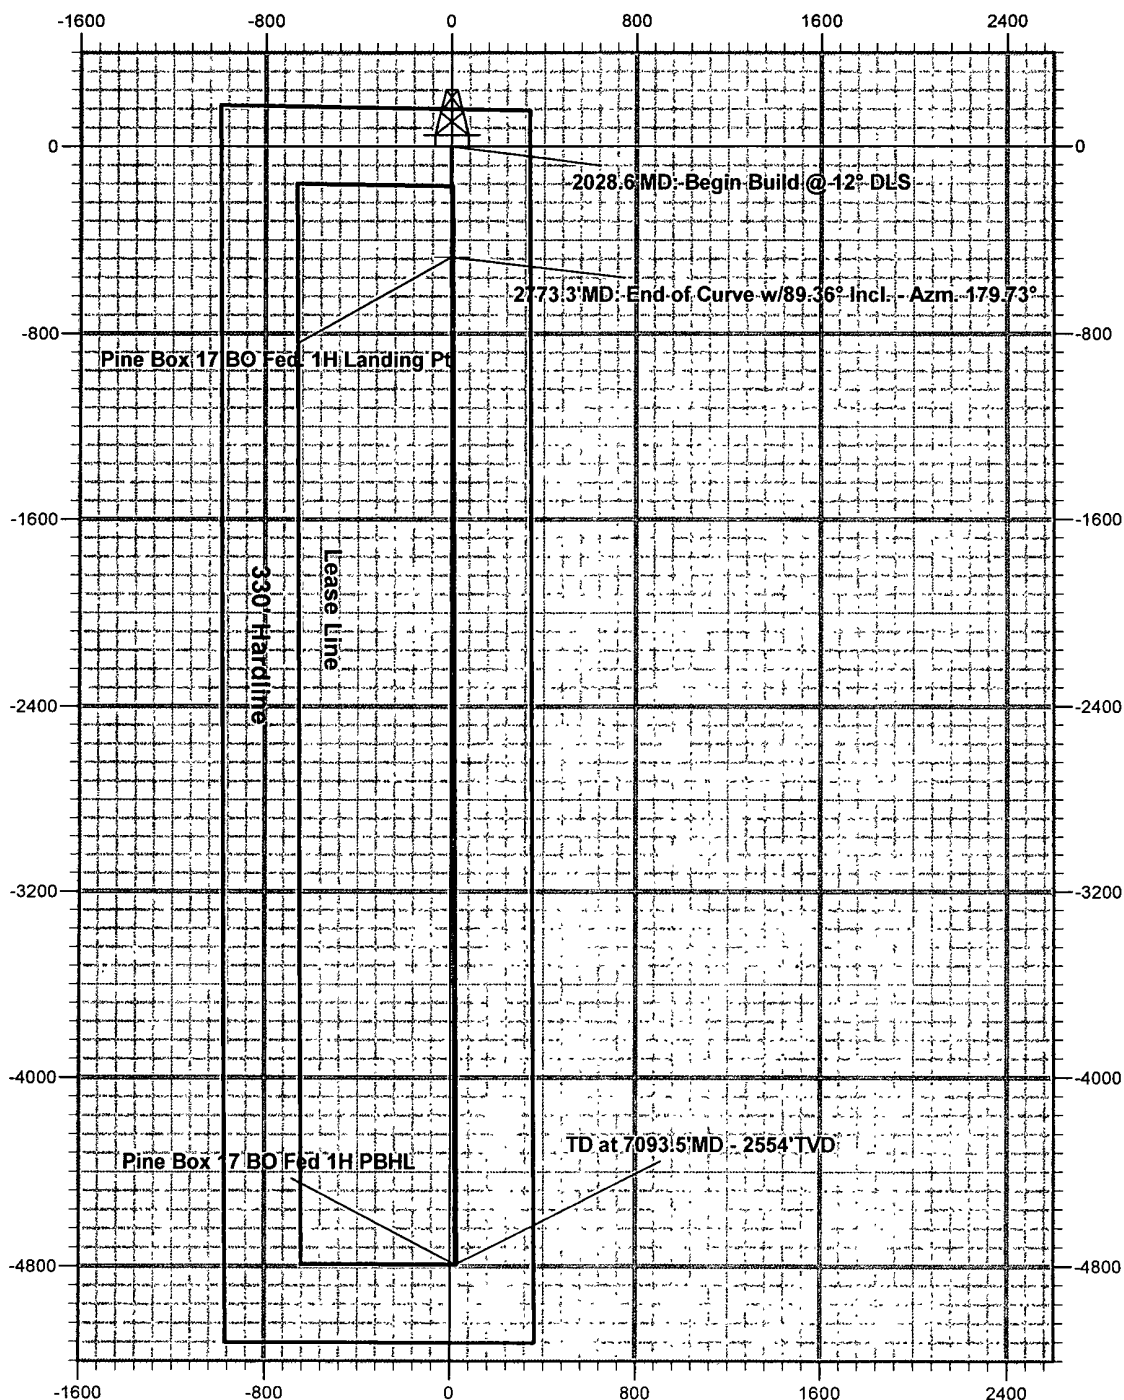 -1600 -800 0 800 1600 2400
0 0
2028.6'MD: Begin Build @ 12° DLS
2773.3'MD: End of Curve w/89.36° Incl. - Azm. 179.73°
-800 -800
Pine Box 17 BO Fed. 1H Landing Pt
-1600 -1600
Lease Line
330' Hardline
-2400 -2400
-3200 -3200
-4000 -4000
TD at 7093.5'MD - 2554'TVD
Pine Box 17 BO Fed 1H PBHL
-4800 -4800
-1600 -800 0 800 1600 2400